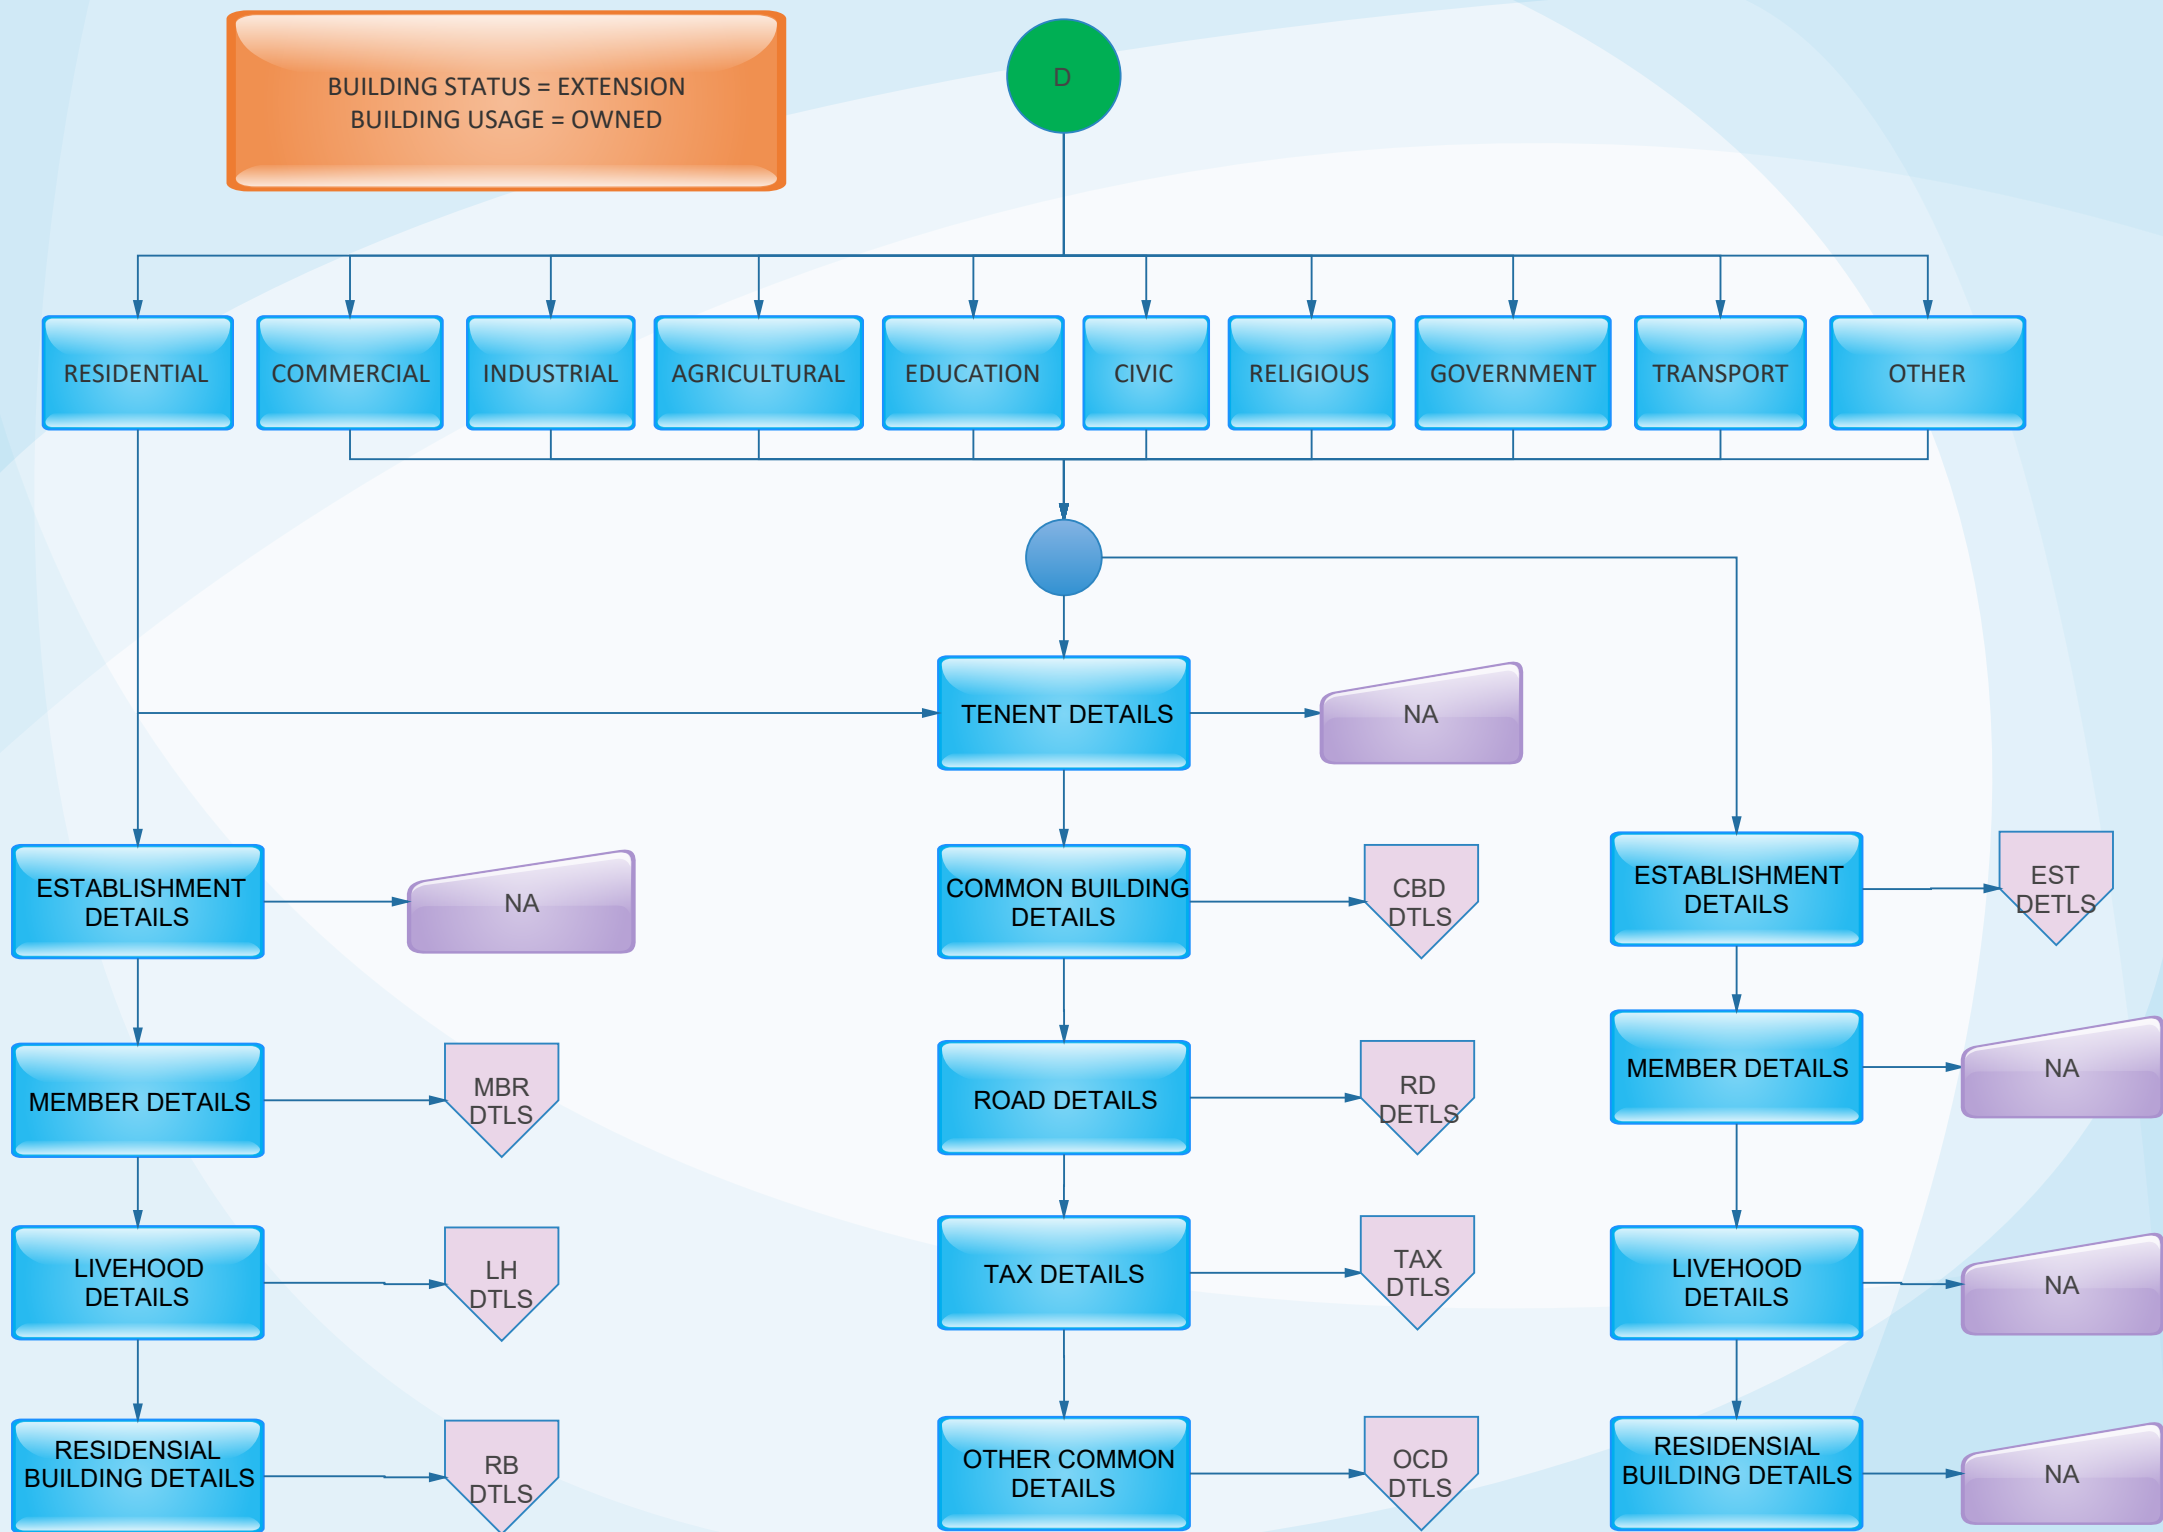 BUILDING STATUS = EXTENSION
BUILDING USAGE = OWNED
D
RESIDENTIAL
COMMERCIAL
INDUSTRIAL
AGRICULTURAL
EDUCATION
CIVIC
RELIGIOUS
GOVERNMENT
TRANSPORT
OTHER
TENENT DETAILS
NA
ESTABLISHMENT
DETAILS
NA
COMMON BUILDING
DETAILS
CBD
DTLS
ESTABLISHMENT
DETAILS
EST
DETLS
MEMBER DETAILS
MBR
DTLS
ROAD DETAILS
RD
DETLS
MEMBER DETAILS
NA
LIVEHOOD
DETAILS
LH
DTLS
TAX DETAILS
TAX
DTLS
LIVEHOOD
DETAILS
NA
RESIDENSIAL
BUILDING DETAILS
RB
DTLS
OTHER COMMON
DETAILS
OCD
DTLS
RESIDENSIAL
BUILDING DETAILS
NA